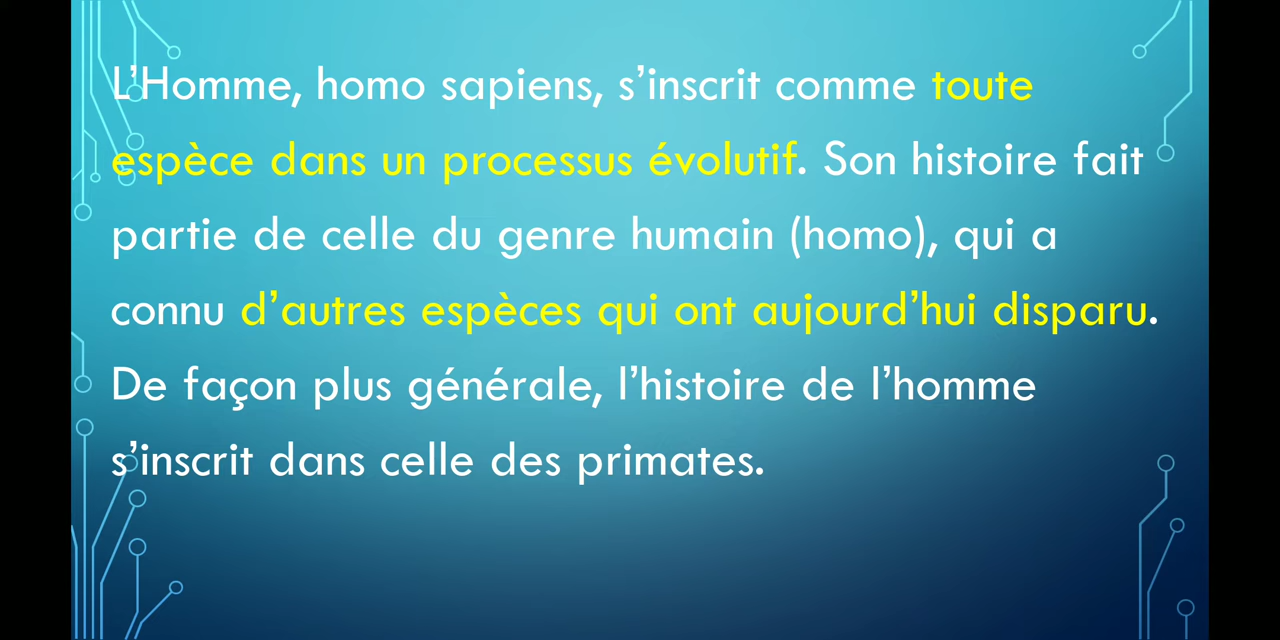 L’Homme, homo sapiens, s’inscrit comme toute
espèce dans un processus évolutif. Son histoire fait
partie de celle du genre humain (homo), qui a
connu d’autres espèces qui ont aujourd’hui disparu.
De façon plus générale, l’histoire de l’homme
s’inscrit dans celle des primates.